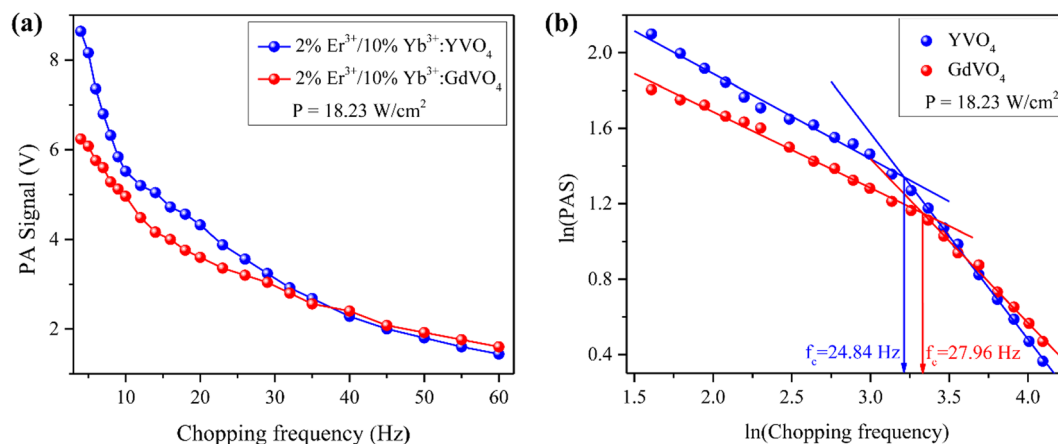 (a)
2% Er³⁺/10% Yb³⁺:YVO₄
2% Er³⁺/10% Yb³⁺:GdVO₄
P = 18.23 W/cm²
PA Signal (V)
8
6
4
2
10 20 30 40 50 60
Chopping frequency (Hz)
(b)
YVO₄
GdVO₄
P = 18.23 W/cm²
ln(PAS)
2.0
1.6
1.2
0.8
0.4
f_c=24.84 Hz
f_c=27.96 Hz
1.5 2.0 2.5 3.0 3.5 4.0
ln(Chopping frequency)